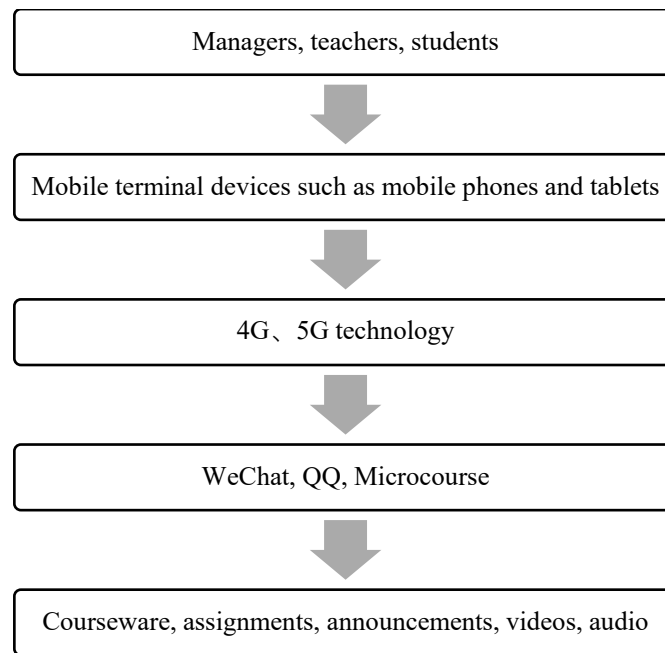 Managers, teachers, students
Mobile terminal devices such as mobile phones and tablets
4G、5G technology
WeChat, QQ, Microcourse
Courseware, assignments, announcements, videos, audio